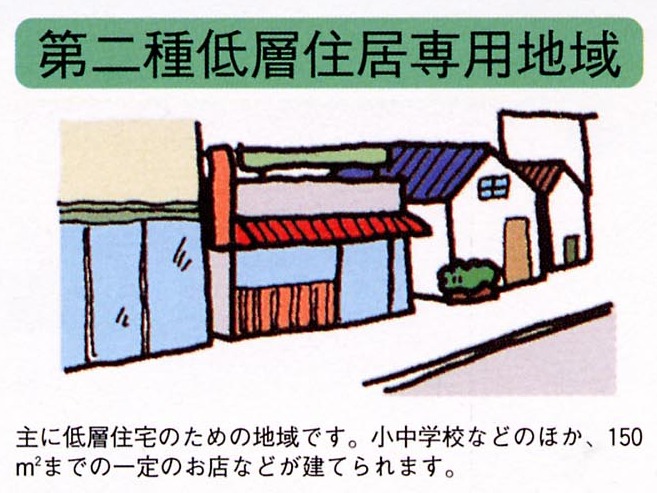 第二種低層住居専用地域
主に低層住宅のための地域です。小中学校などのほか、150
m²までの一定のお店などが建てられます。